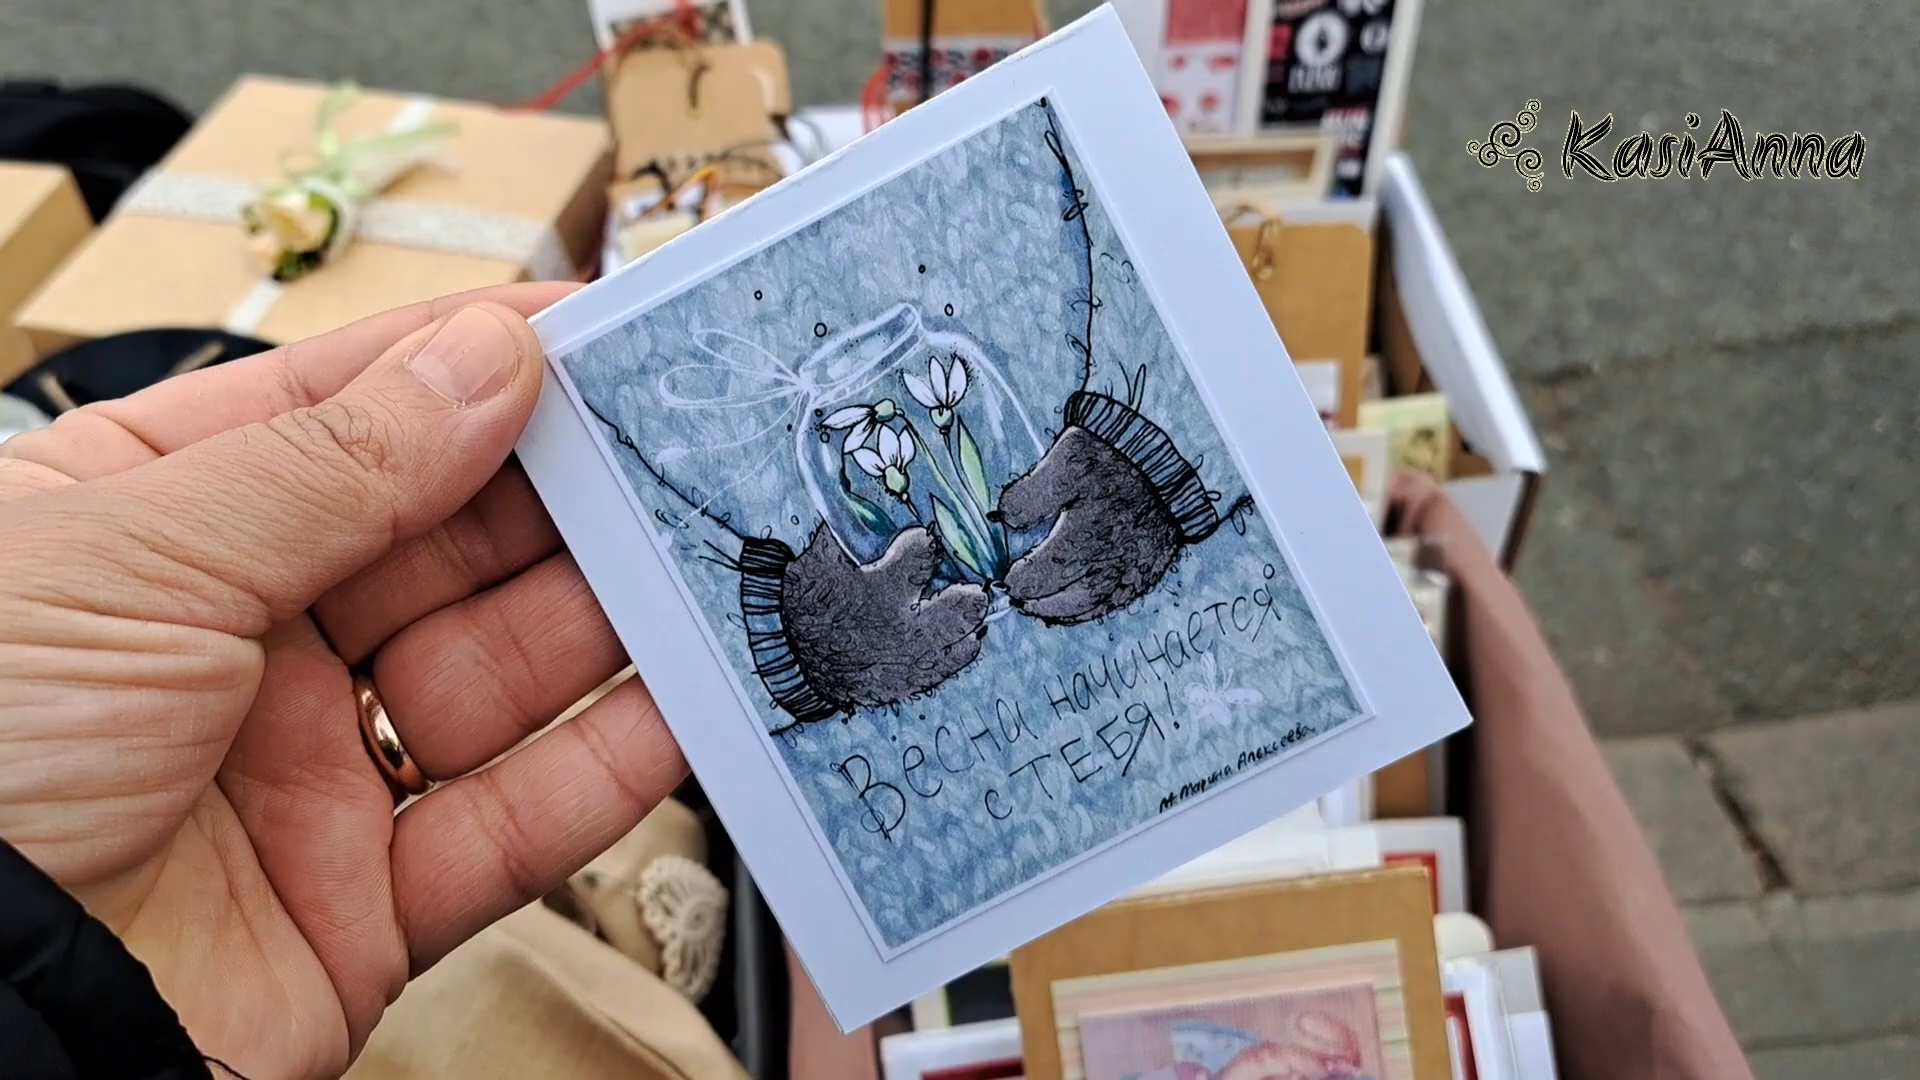 KasiAnna
Весна начинается
с ТЕБЯ!
Марина Алексеева